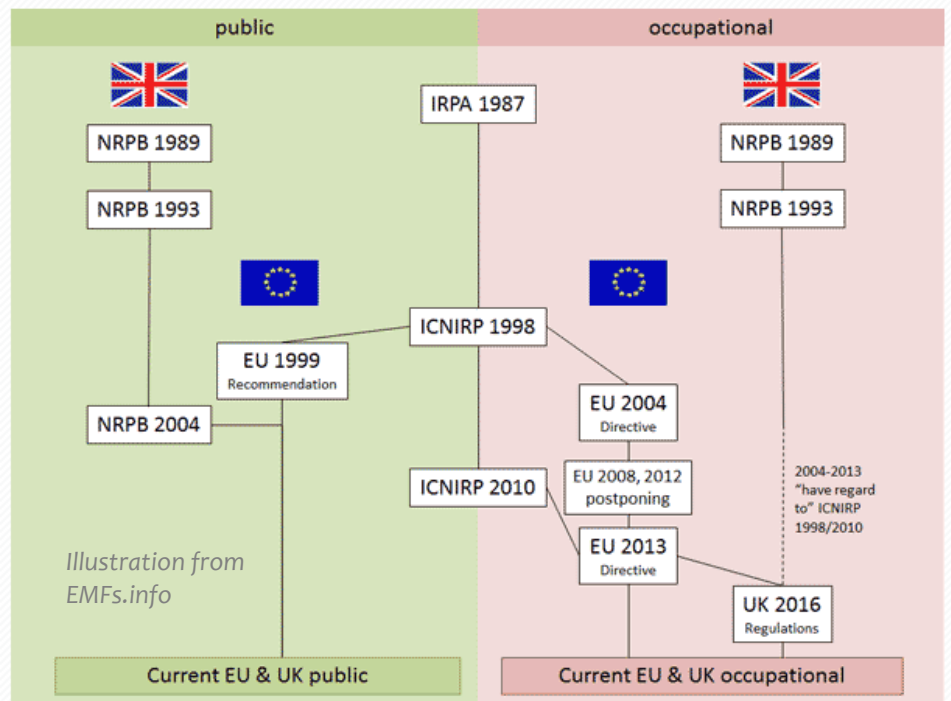 public
occupational
IRPA 1987
NRPB 1989
NRPB 1989
NRPB 1993
NRPB 1993
ICNIRP 1998
EU 1999
Recommendation
EU 2004
Directive
NRPB 2004
EU 2008, 2012
postponing
ICNIRP 2010
2004-2013
"have regard
to" ICNIRP
1998/2010
EU 2013
Directive
Illustration from
EMFs.info
UK 2016
Regulations
Current EU & UK public
Current EU & UK occupational